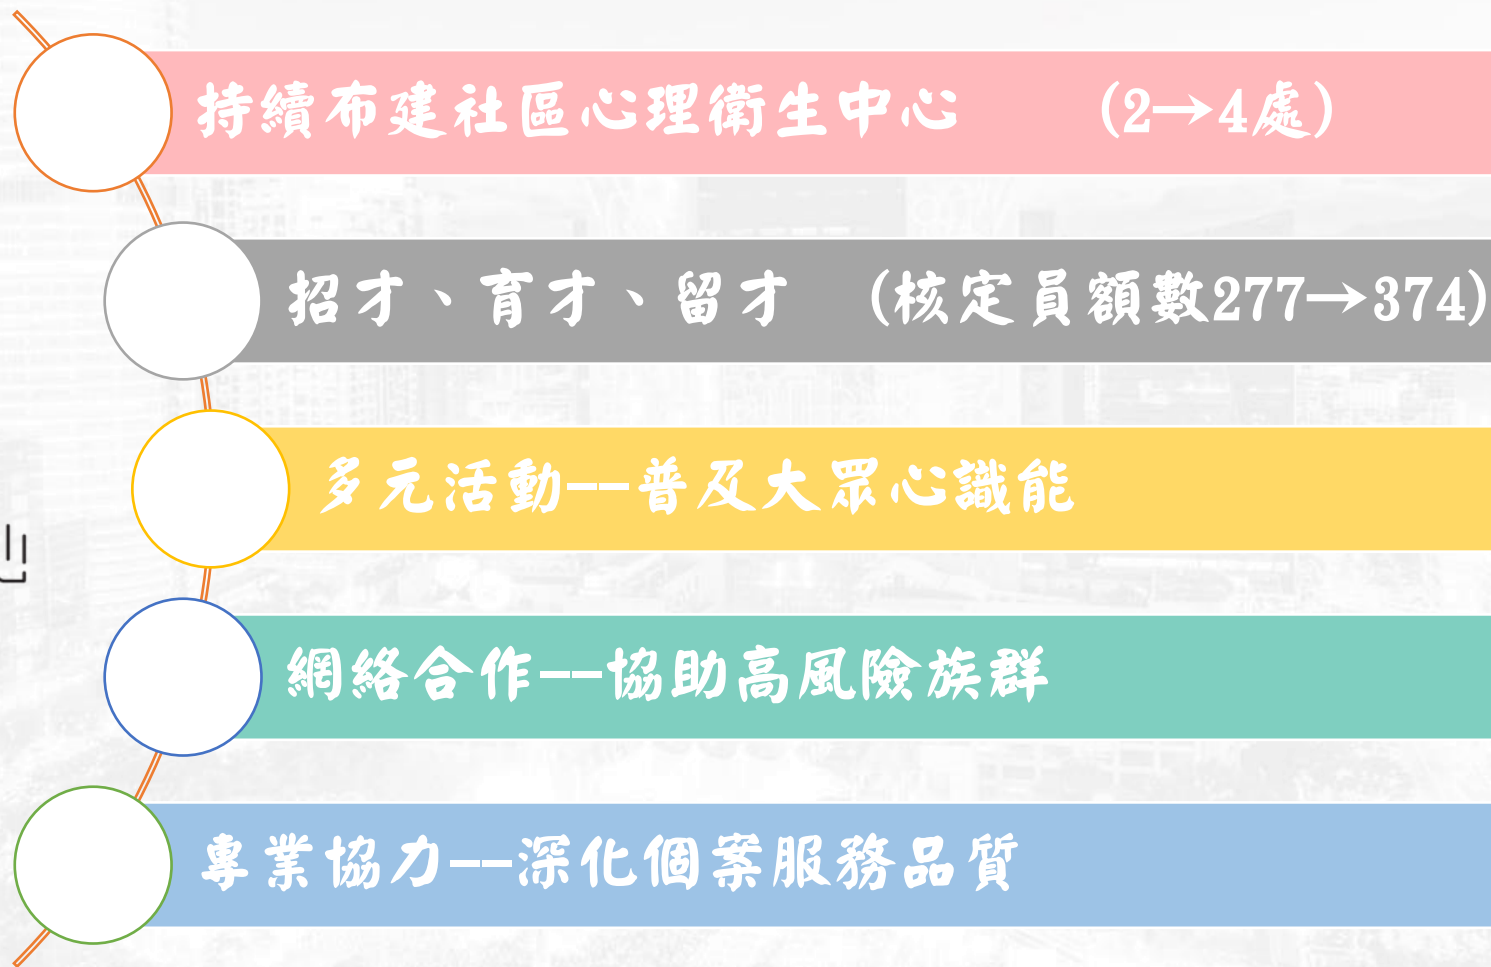 持續布建社區心理衛生中心 (2→4處)
招才、育才、留才 (核定員額數277→374)
多元活動--普及大眾心識能
網絡合作--協助高風險族群
專業協力--深化個案服務品質